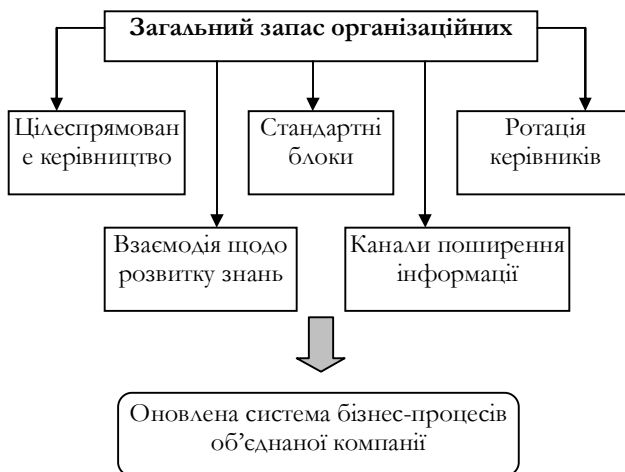 Загальний запас організаційних
Цілеспрямован
е керівництво
Стандартні
блоки
Ротація
керівників
Взаємодія щодо
розвитку знань
Канали поширення
інформації
Оновлена система бізнес-процесів
об’єднаної компанії